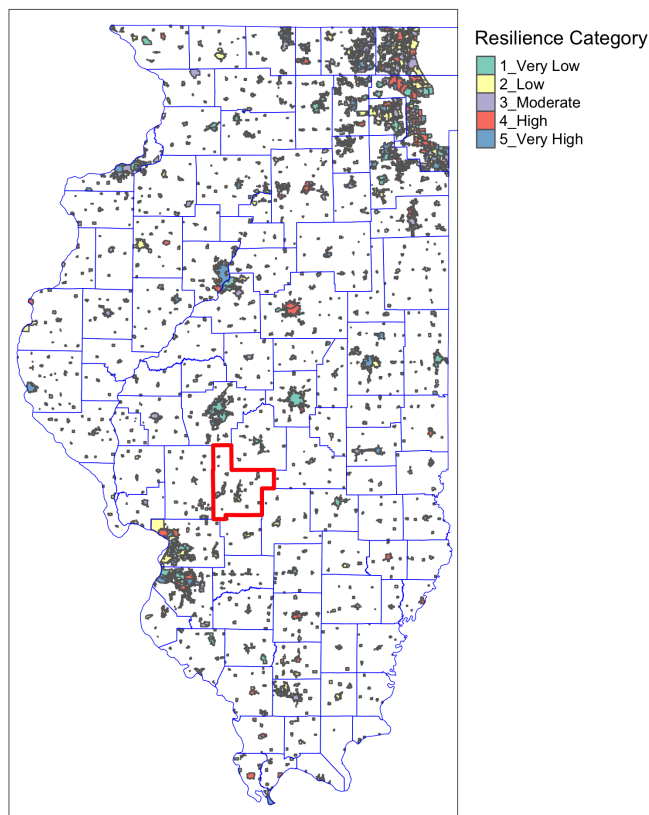 Resilience Category
1_Very Low
2_Low
3_Moderate
4_High
5_Very High